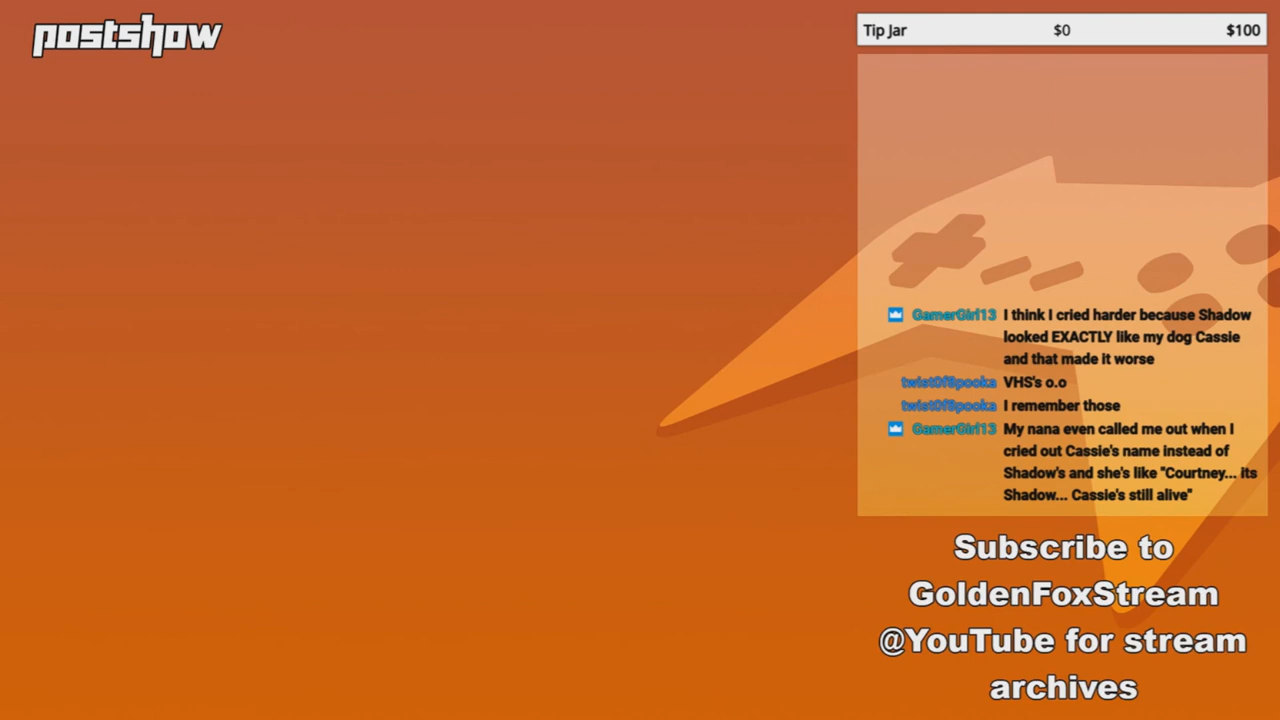 postshow
Tip Jar $0 $100
GamerGirl13 I think I cried harder because Shadow
looked EXACTLY like my dog Cassie
and that made it worse
twist0f8pooka VHS's o.o
twist0f8pooka I remember those
GamerGirl13 My nana even called me out when I
cried out Cassie's name instead of
Shadow's and she's like "Courtney... its
Shadow... Cassie's still alive"
Subscribe to
GoldenFoxStream
@YouTube for stream
archives